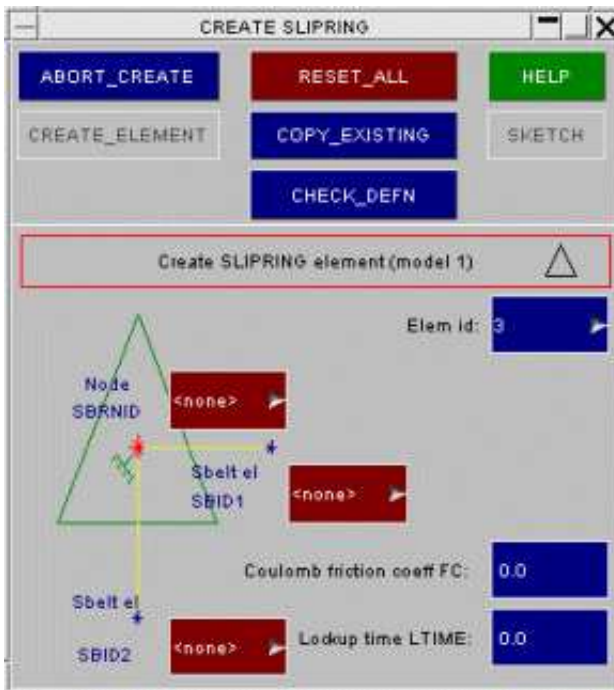 CREATE SLIPRING
ABORT_CREATE RESET_ALL HELP
CREATE_ELEMENT COPY_EXISTING SKETCH
CHECK_DEFN
Create SLIPRING element (model 1)
Elem id: 3
Node
SBRNID
<none>
Sbelt el
SBID1
<none>
Coulomb friction coeff FC: 0.0
Sbelt el
SBID2
<none>
Lockup time LTIME: 0.0